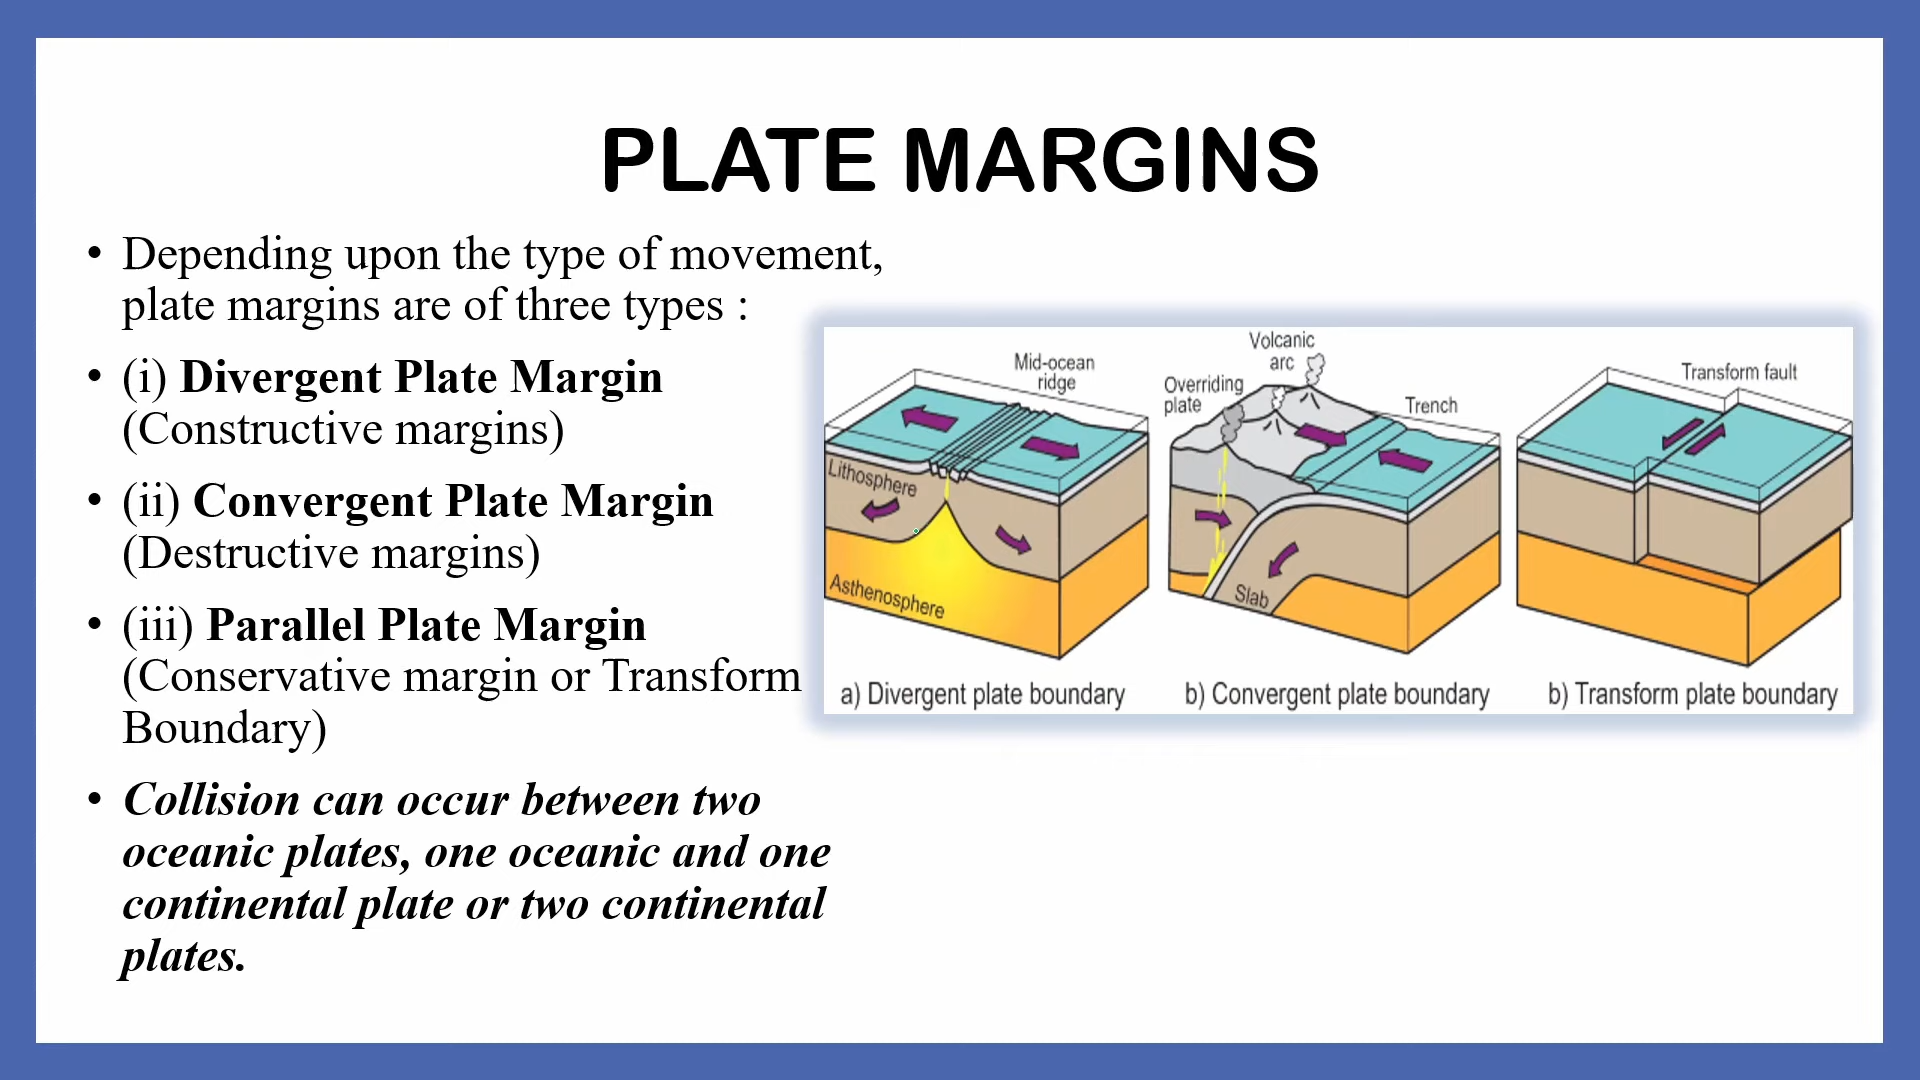 PLATE MARGINS
• Depending upon the type of movement,
plate margins are of three types :
• (i) Divergent Plate Margin
(Constructive margins)
• (ii) Convergent Plate Margin
(Destructive margins)
• (iii) Parallel Plate Margin
(Conservative margin or Transform
Boundary)
• Collision can occur between two
oceanic plates, one oceanic and one
continental plate or two continental
plates.
Mid-ocean
ridge
Lithosphere
Asthenosphere
a) Divergent plate boundary
Volcanic
arc
Overriding
plate
Trench
Slab
b) Convergent plate boundary
Transform fault
b) Transform plate boundary